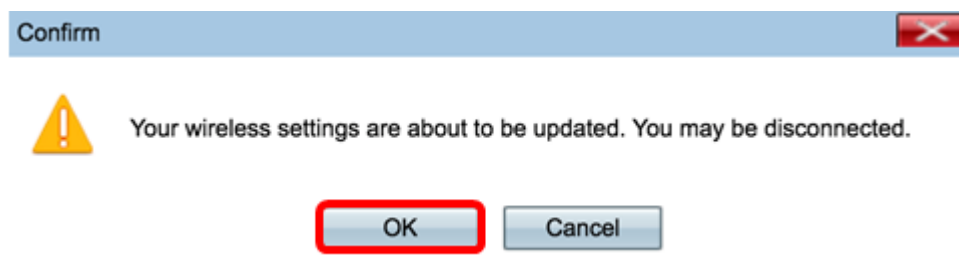 Confirm
Your wireless settings are about to be updated. You may be disconnected.
OK
Cancel